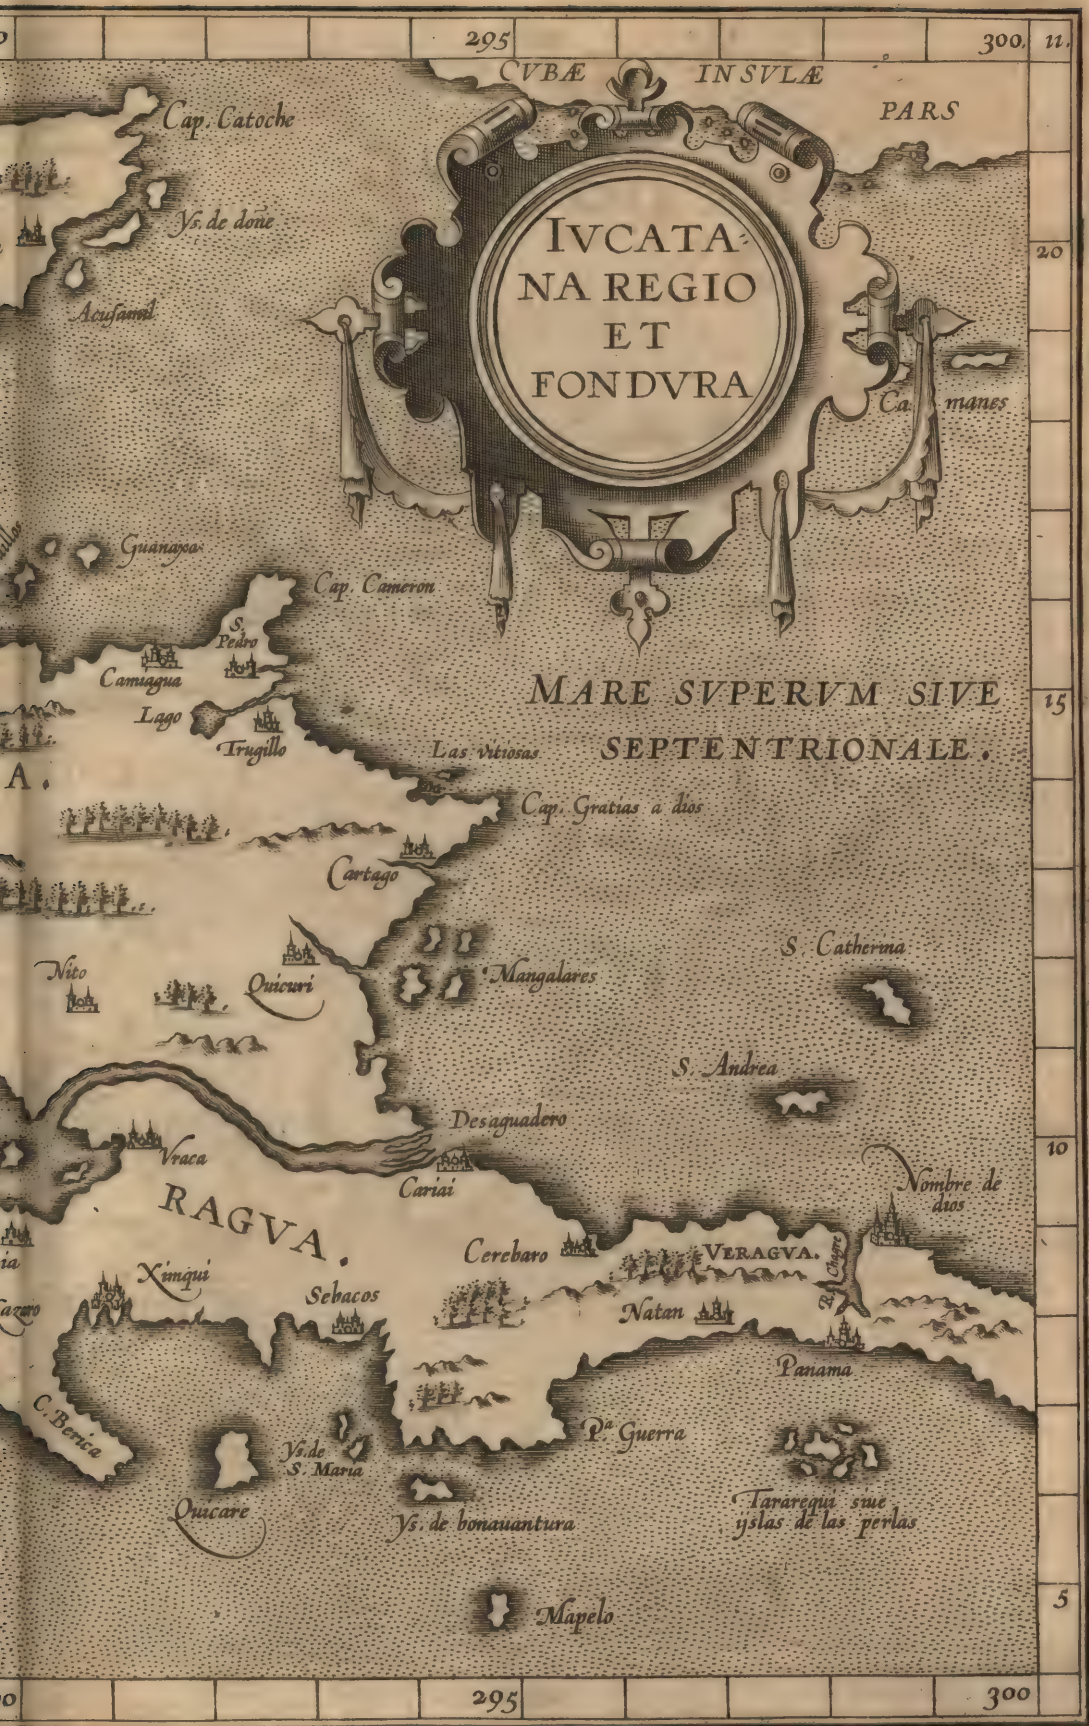 295
300.
11.
CVBÆ INSVLÆ
PARS
Cap. Catoche
Ys. de done
Acusamil
IVCATA-
NA REGIO
ET
FONDVRA
20
Ca manes
Guanaxa
Cap. Cameron
S.
Pedro
Camiagua
Lago
Trugillo
MARE SVPERVM SIVE
SEPTENTRIONALE.
15
Las vitiosas
A.
Cap. Gratias a dios
Cartago
Nito
Quicuri
Mangalares
S. Catherina
S. Andrea
Desaguadero
10
Vraca
Cariai
Nombre de
dios
RAGVA.
Cerebaro
VERAGVA.
R. Chagre
ia
Ximqui
Sebacos
Natan
Panama
C. Berica
Pa Guerra
Ys. de
S. Maria
Quicare
Ys. de bonauantura
Tararequi siue
yslas de las perlas
Mapelo
5
295
300